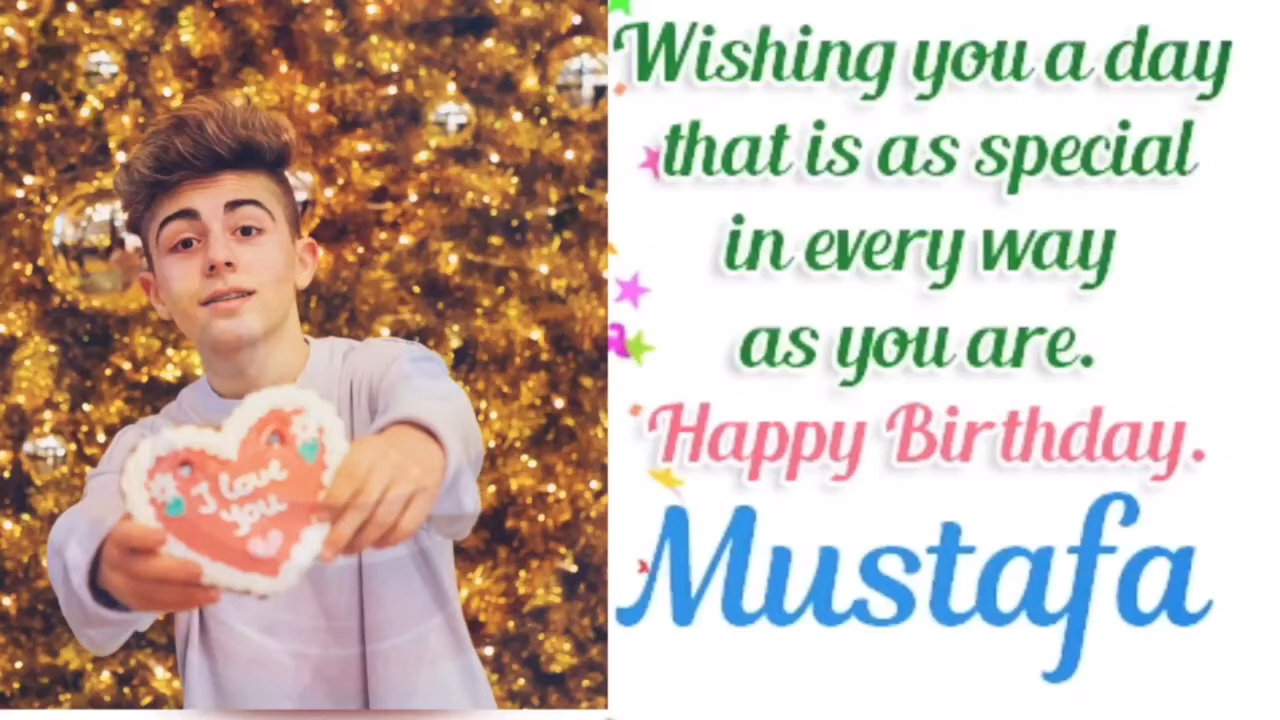 Wishing you a day
that is as special
in every way
as you are.
Happy Birthday.
Mustafa
I love
you